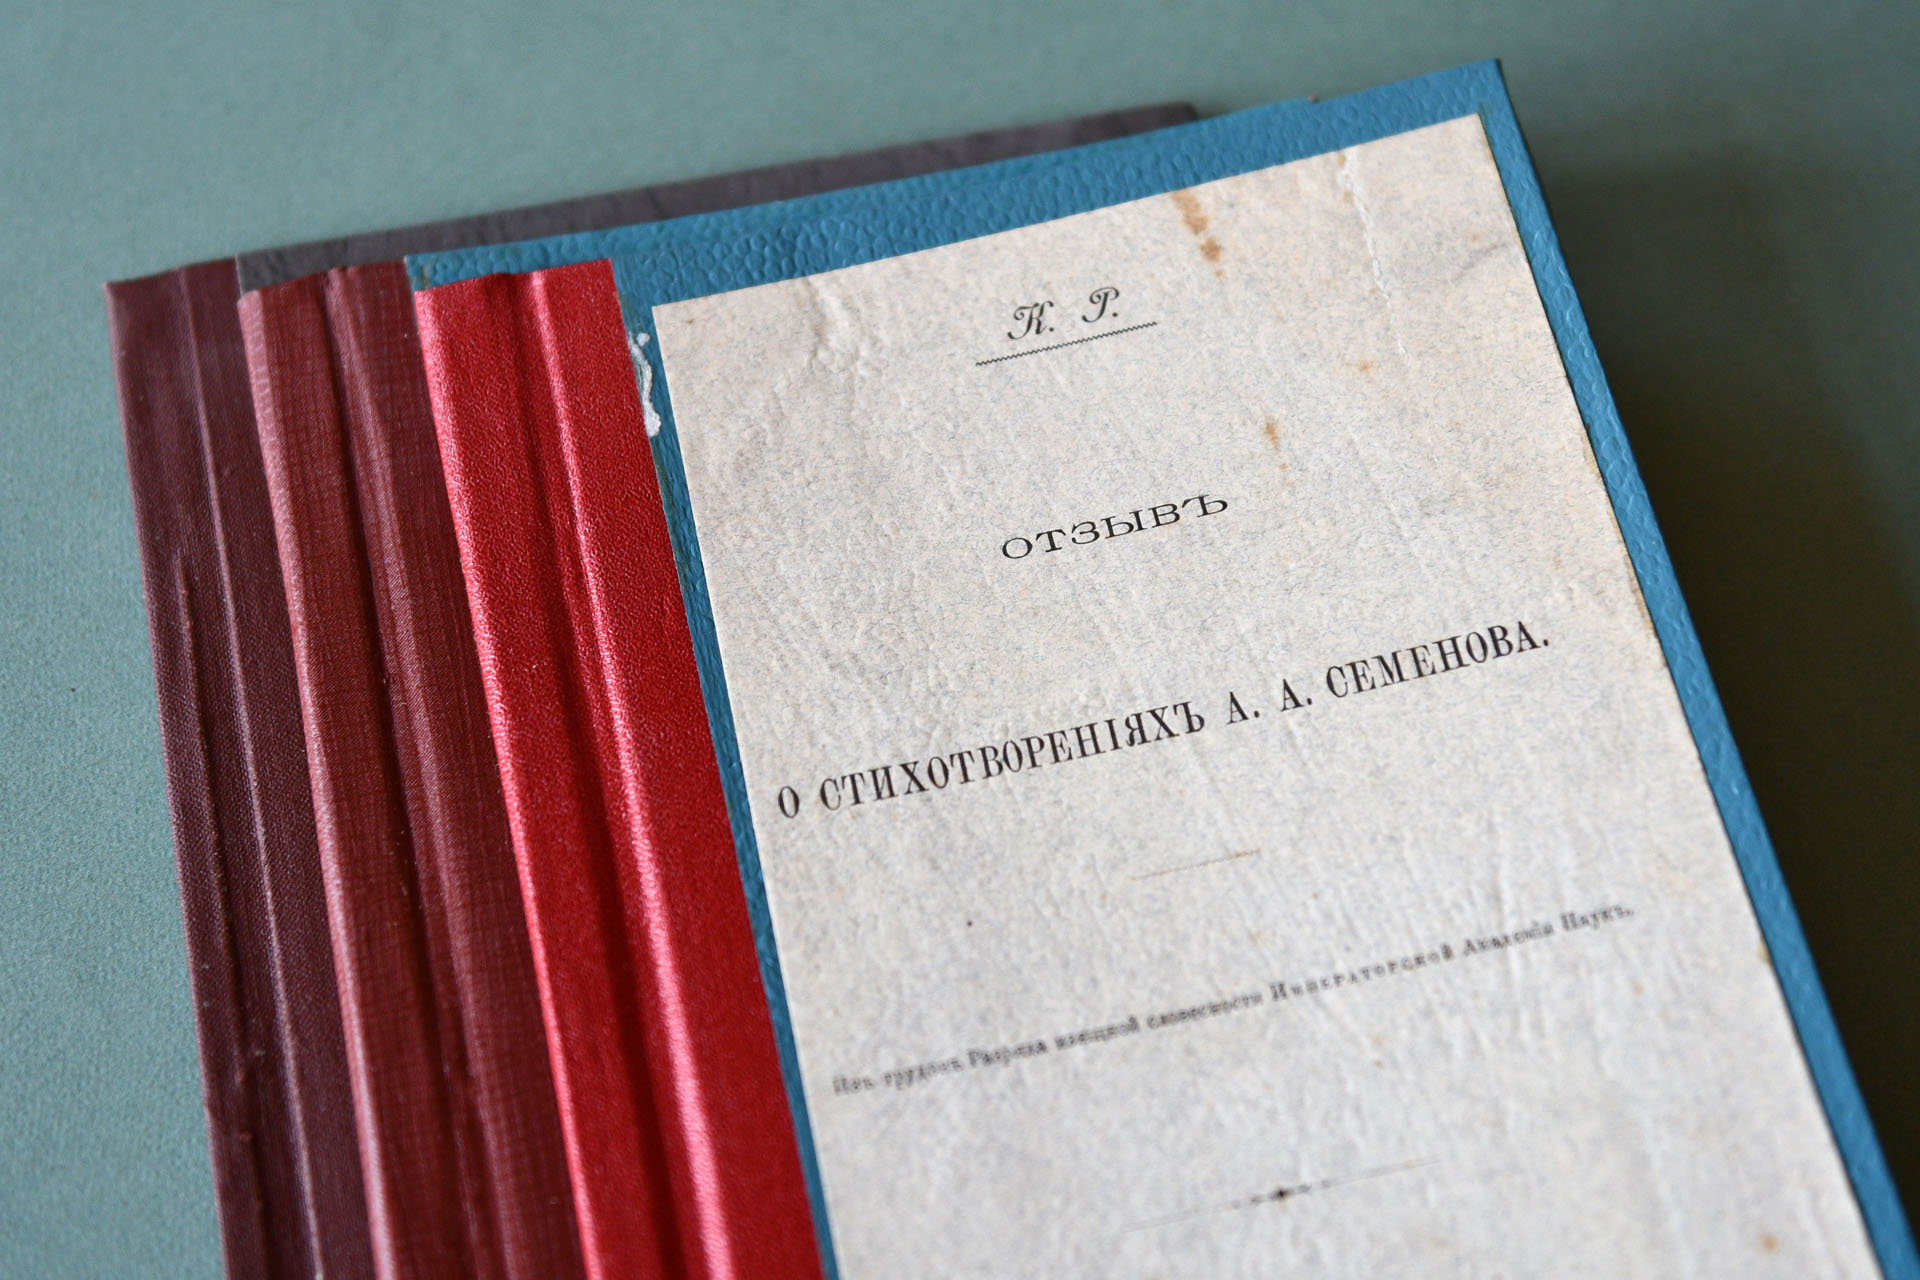 К. Р.
ОТЗЫВЪ
О СТИХОТВОРЕНІЯХЪ А. А. СЕМЕНОВА.
Изъ трудовъ Разряда изящной словесности Императорской Академіи Наукъ.